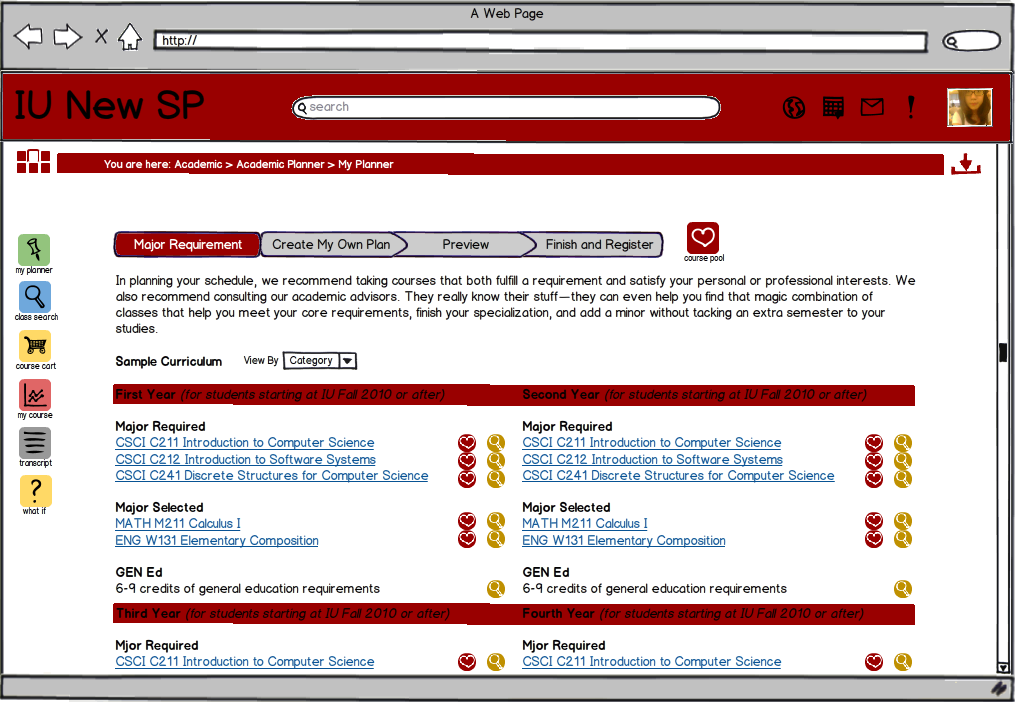 A Web Page
http://
IU New SP
search
You are here: Academic > Academic Planner > My Planner
Major Requirement
Create My Own Plan
Preview
Finish and Register
course pool
my planner
class search
course cart
my course
transcript
what if
In planning your schedule, we recommend taking courses that both fulfill a requirement and satisfy your personal or professional interests. We
also recommend consulting our academic advisors. They really know their stuff—they can even help you find that magic combination of
classes that help you meet your core requirements, finish your specialization, and add a minor without tacking an extra semester to your
studies.
Sample Curriculum
View By
Category
First Year (for students starting at IU Fall 2010 or after)
Major Required
CSCI C211 Introduction to Computer Science
CSCI C212 Introduction to Software Systems
CSCI C241 Discrete Structures for Computer Science
Major Selected
MATH M211 Calculus I
ENG W131 Elementary Composition
GEN Ed
6-9 credits of general education requirements
Second Year (for students starting at IU Fall 2010 or after)
Major Required
CSCI C211 Introduction to Computer Science
CSCI C212 Introduction to Software Systems
CSCI C241 Discrete Structures for Computer Science
Major Selected
MATH M211 Calculus I
ENG W131 Elementary Composition
GEN Ed
6-9 credits of general education requirements
Third Year (for students starting at IU Fall 2010 or after)
Mjor Required
CSCI C211 Introduction to Computer Science
Fourth Year (for students starting at IU Fall 2010 or after)
Mjor Required
CSCI C211 Introduction to Computer Science